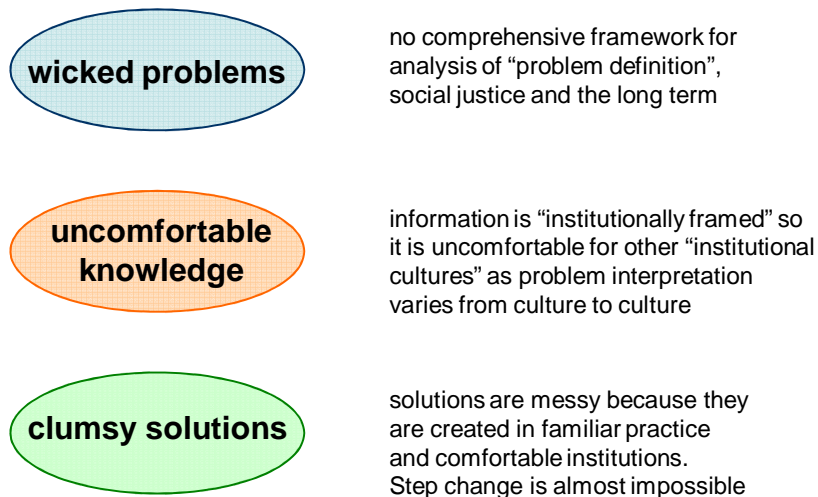 wicked problems
no comprehensive framework for
analysis of “problem definition”,
social justice and the long term
uncomfortable
knowledge
information is “institutionally framed” so
it is uncomfortable for other “institutional
cultures” as problem interpretation
varies from culture to culture
clumsy solutions
solutions are messy because they
are created in familiar practice
and comfortable institutions.
Step change is almost impossible